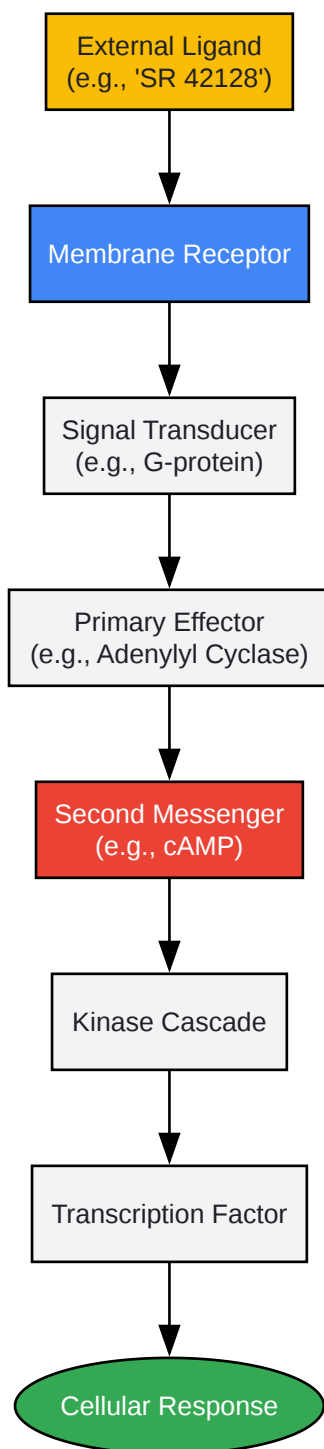 External Ligand
(e.g., 'SR 42128')
Membrane Receptor
Signal Transducer
(e.g., G-protein)
Primary Effector
(e.g., Adenylyl Cyclase)
Second Messenger
(e.g., cAMP)
Kinase Cascade
Transcription Factor
Cellular Response